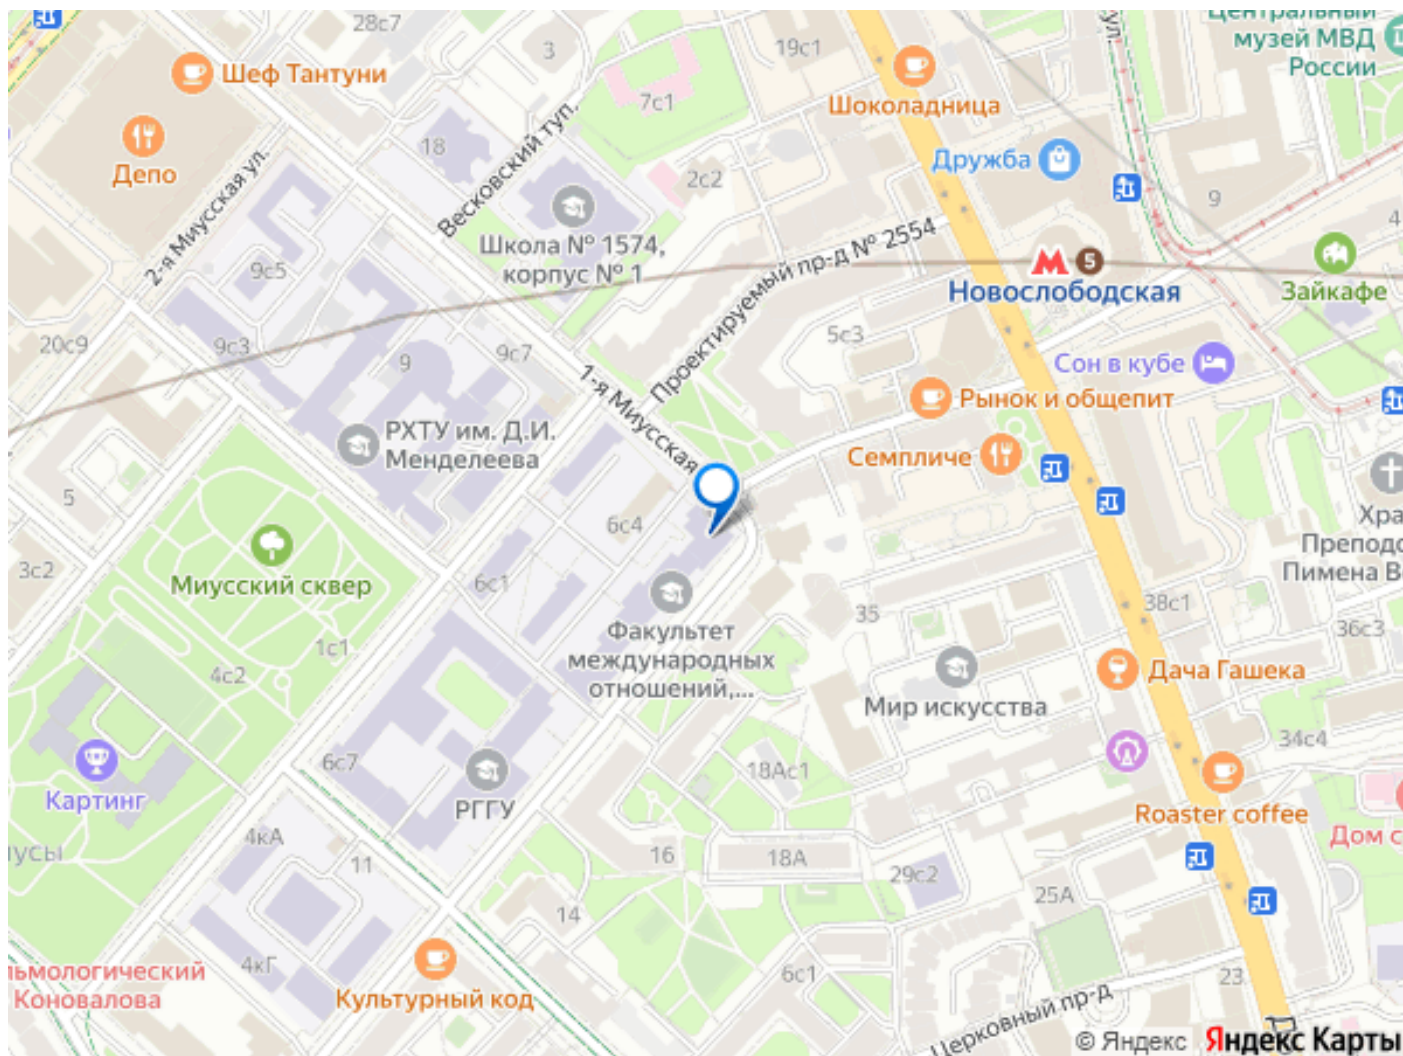 28с7
3
19с1
Центральный
музей МВД
России
Шеф Тантуни
Шоколадница
7с1
Депо
18
Весковский туп.
2-я Миусская ул.
2с2
Дружба
9
4
Школа № 1574,
корпус № 1
Проектируемый пр-д № 2554
5
Новослободская
Зайкафе
9с5
20с9
9с3
9
9с7
5с3
1-я Миусская
Сон в кубе
Рынок и общепит
РХТУ им. Д.И.
Менделеева
Семпличе
5
6с4
3с2
Миусский сквер
6с1
35
38с1
36с3
1с1
4с2
Факультет
международных
отношений,...
Мир искусства
Дача Гашека
6с7
Картинг
РГГУ
18Ас1
34с4
Roaster coffee
4кА
11
16
18А
29с2
25А
14
4кГ
Культурный код
6с1
23
Коновалова
Церковный пр-д
© Яндекс Яндекс Карты